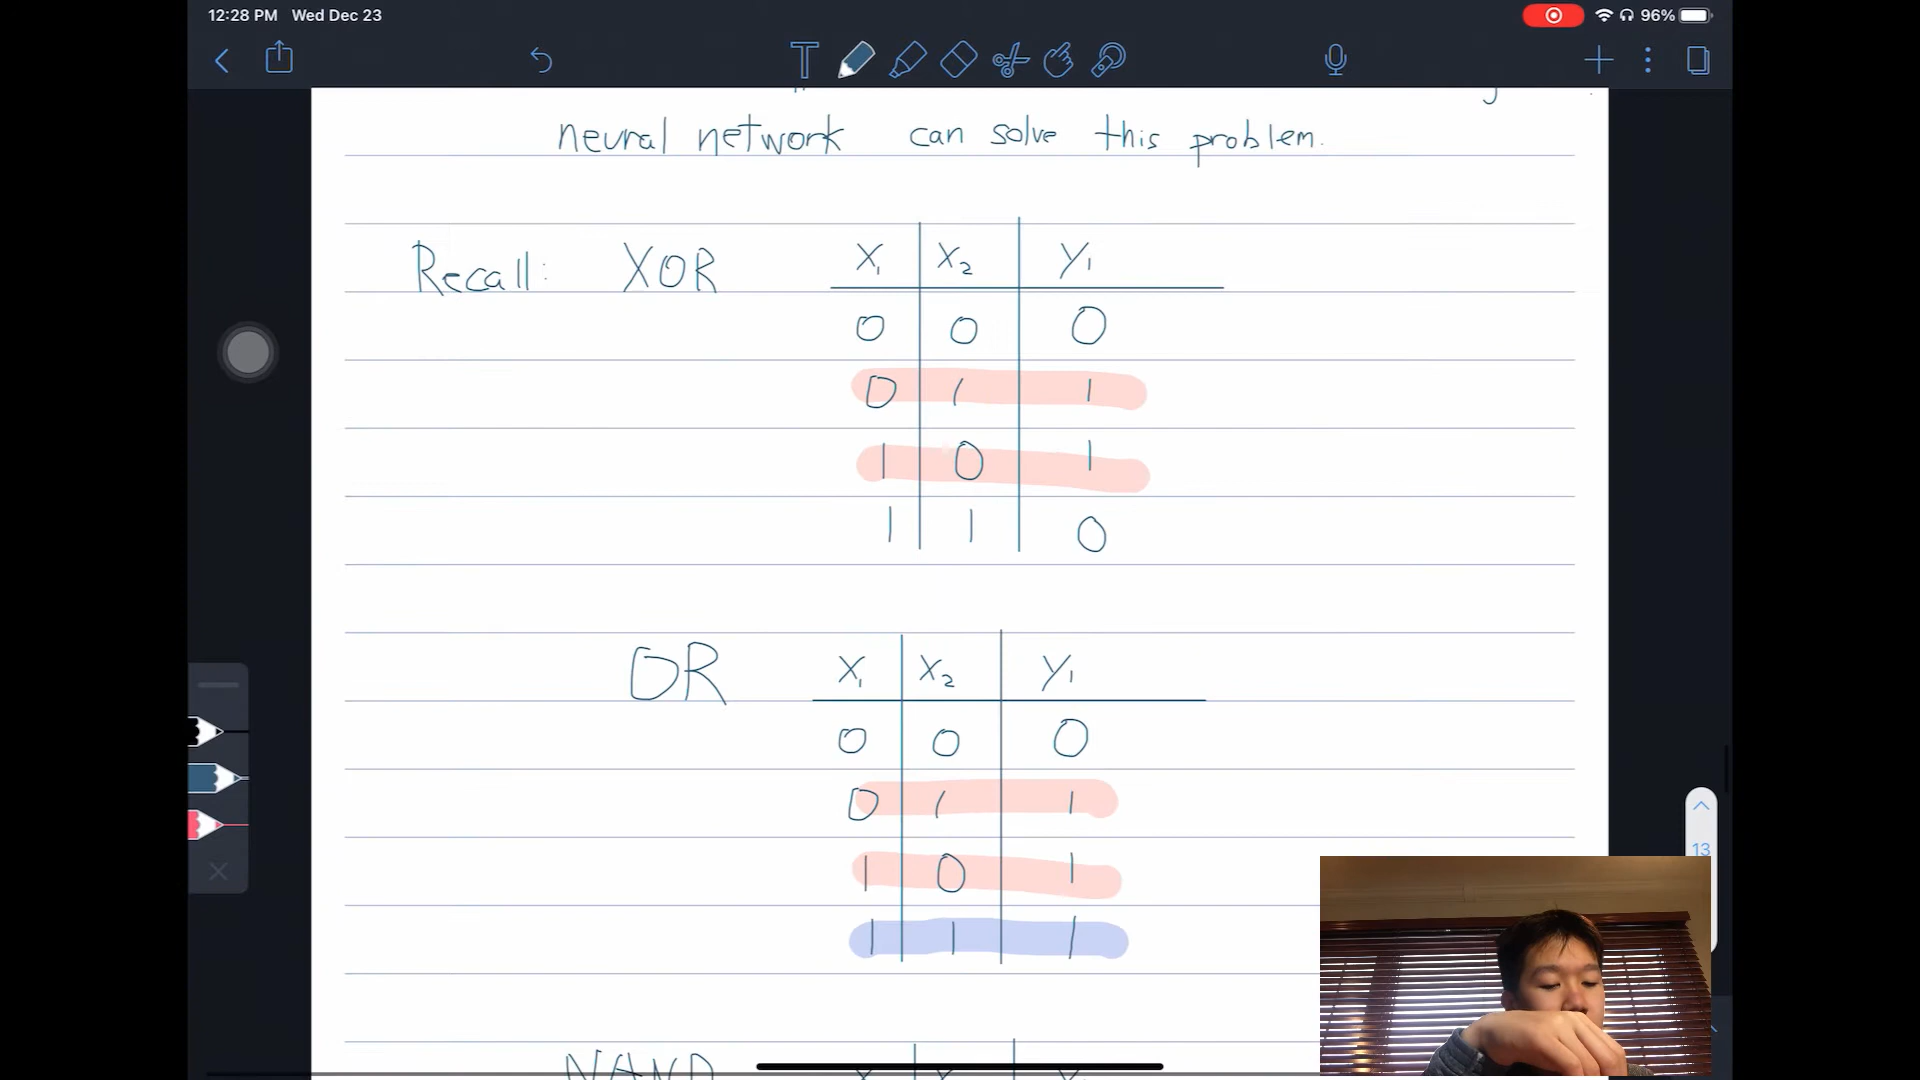 12:28 PM Wed Dec 23 96%
neural network can solve this problem.
Recall: XOR X1 X2 Y1
0 0 0
0 1 1
1 0 1
1 1 0
OR X1 X2 Y1
0 0 0
0 1 1
1 0 1
1 1 1
13
NAND